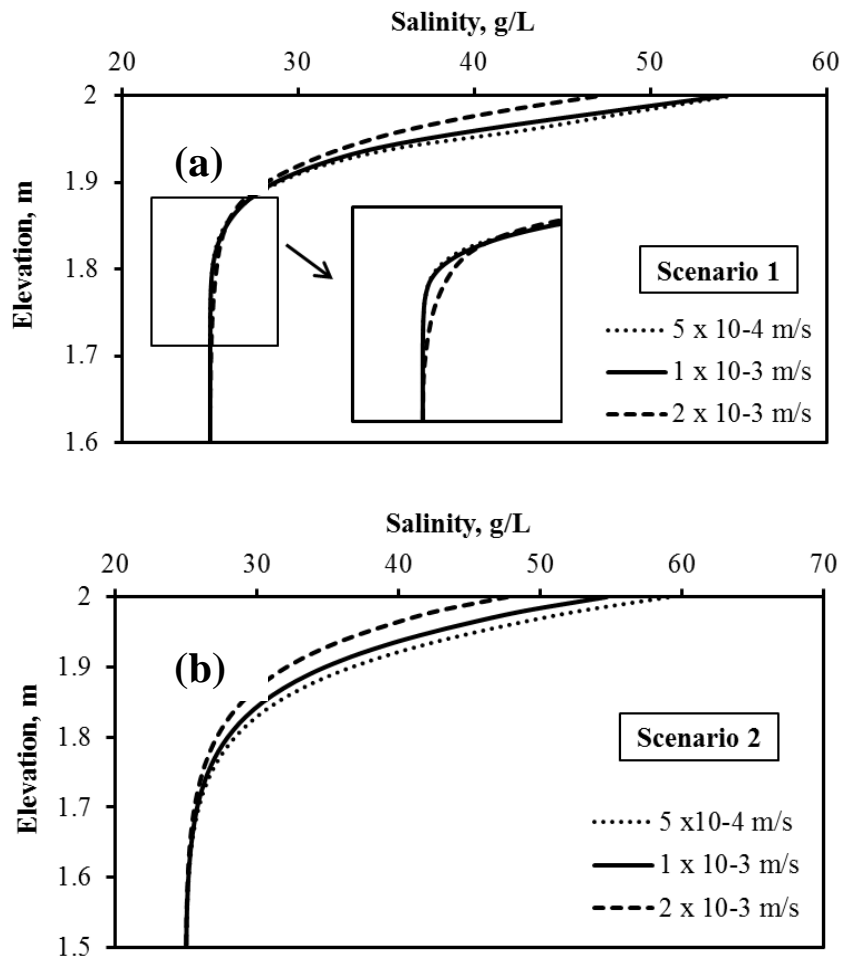 Salinity, g/L
20 30 40 50 60
2
(a)
1.9
Elevation, m
1.8
Scenario 1
5 x 10-4 m/s
1.7
1 x 10-3 m/s
2 x 10-3 m/s
1.6
Salinity, g/L
20 30 40 50 60 70
2
1.9
(b)
Elevation, m
1.8
Scenario 2
1.7
5 x10-4 m/s
1.6
1 x 10-3 m/s
2 x 10-3 m/s
1.5